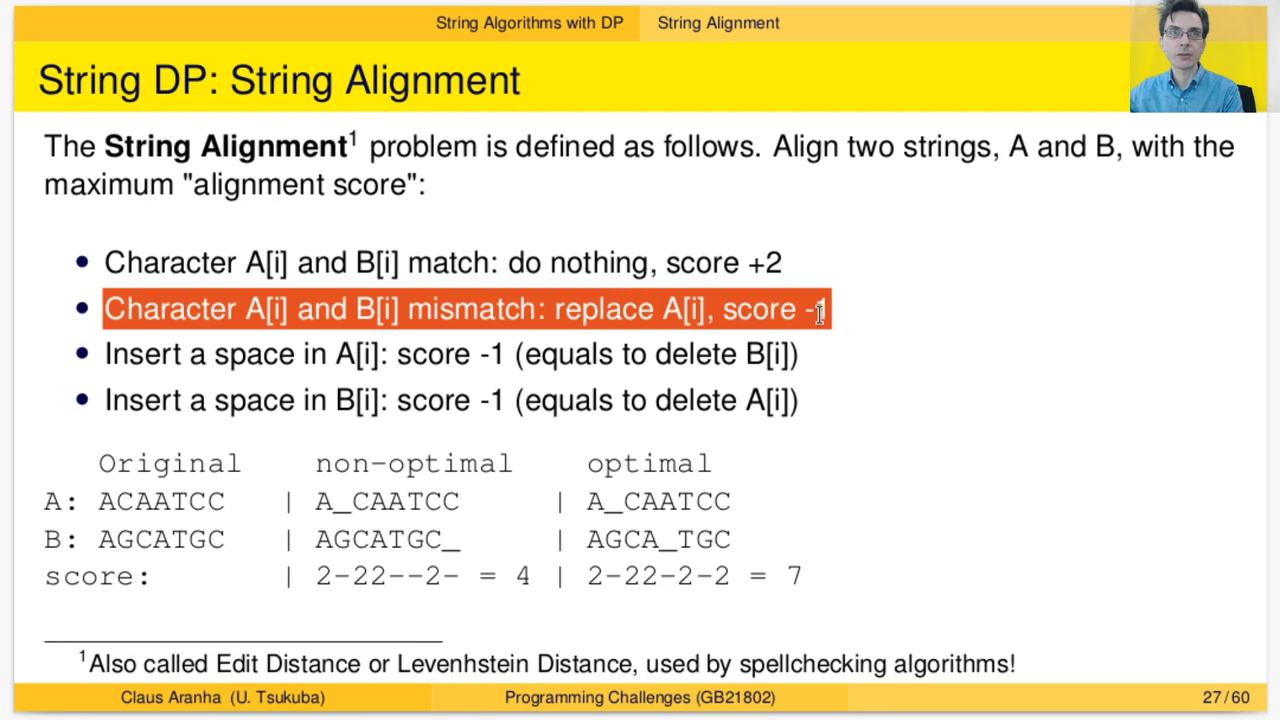 String Algorithms with DP String Alignment
String DP: String Alignment
The String Alignment¹ problem is defined as follows. Align two strings, A and B, with the
maximum "alignment score":
• Character A[i] and B[i] match: do nothing, score +2
• Character A[i] and B[i] mismatch: replace A[i], score -1
• Insert a space in A[i]: score -1 (equals to delete B[i])
• Insert a space in B[i]: score -1 (equals to delete A[i])
Original non-optimal optimal
A: ACAATCC | A_CAATCC | A_CAATCC
B: AGCATGC | AGCATGC_ | AGCA_TGC
score: | 2-22--2- = 4 | 2-22-2-2 = 7
¹Also called Edit Distance or Levenhstein Distance, used by spellchecking algorithms!
Claus Aranha (U. Tsukuba) Programming Challenges (GB21802) 27 / 60